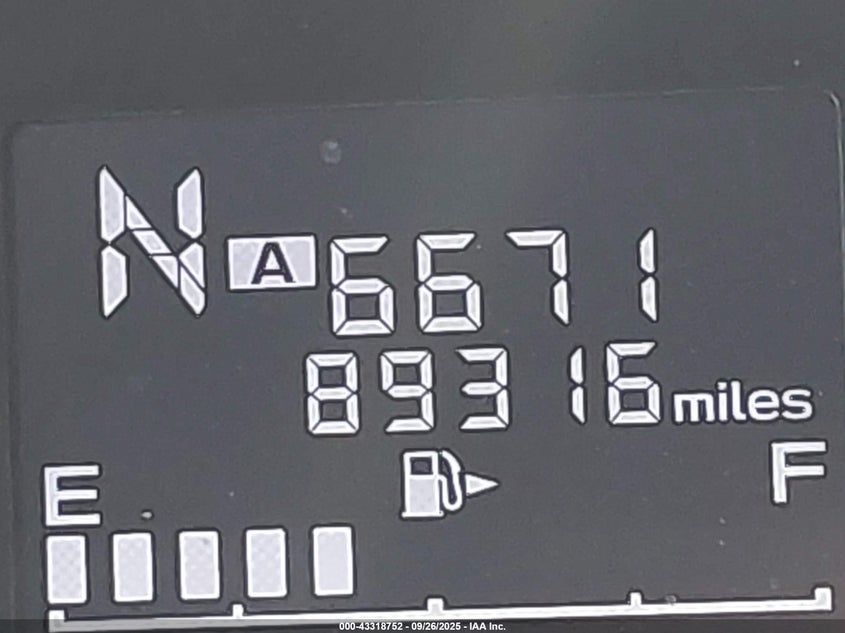 N A 6671
89316 miles
E F
000-43318752 - 09/26/2025 - IAA Inc.